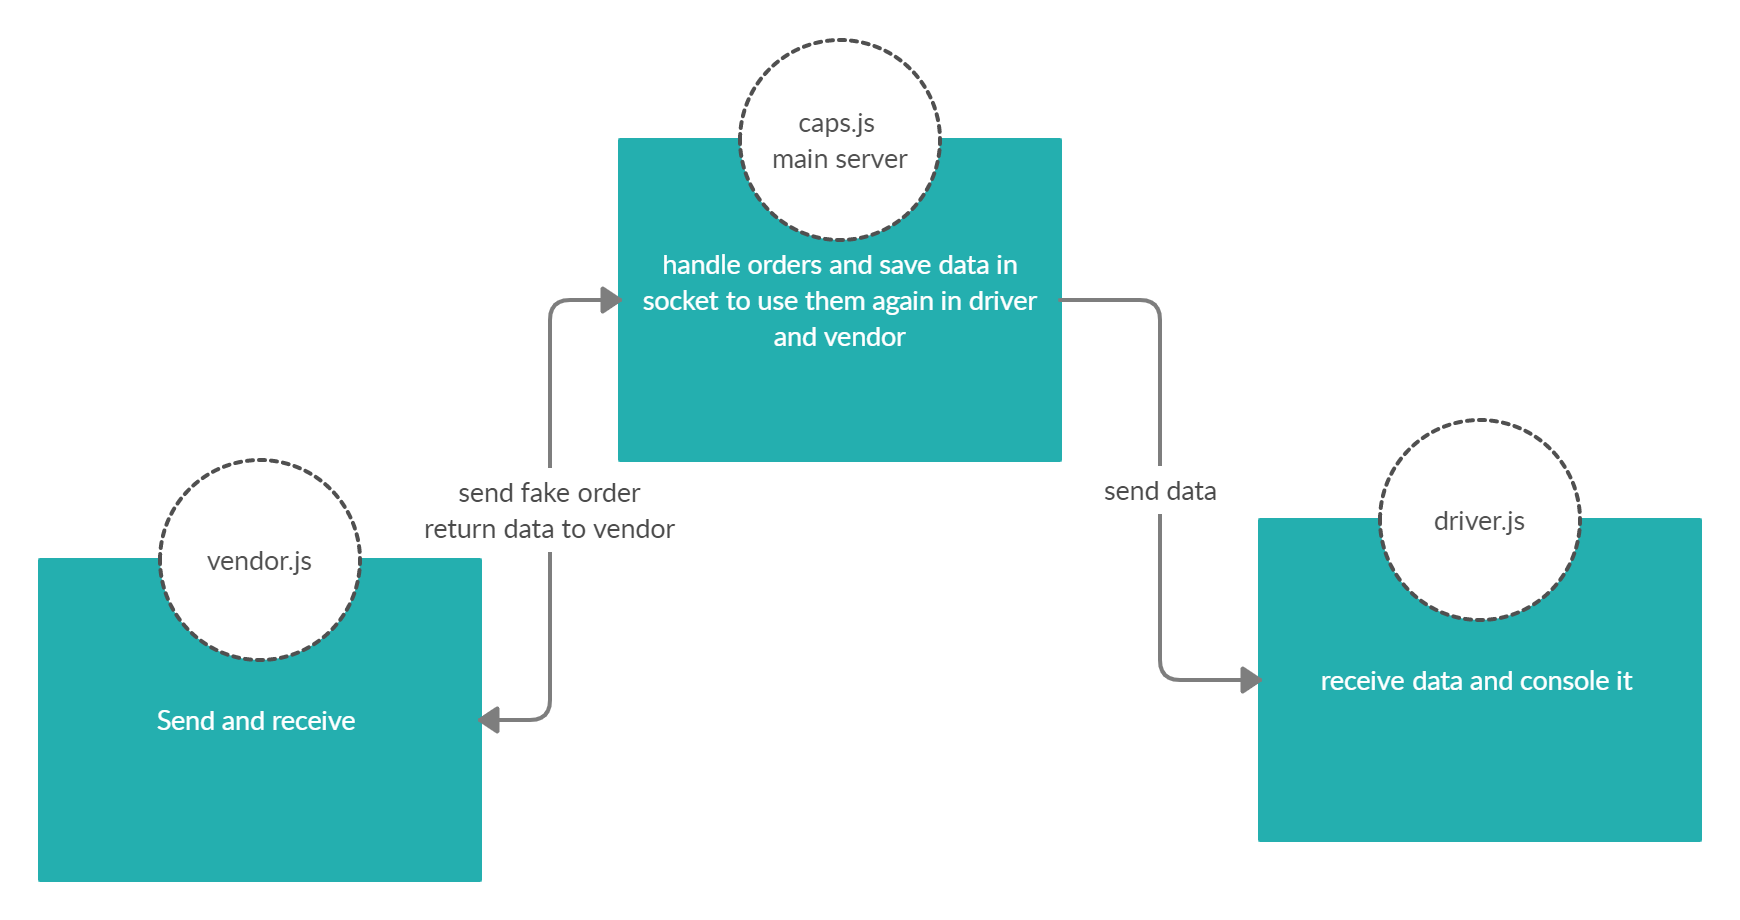 caps.js
main server
handle orders and save data in
socket to use them again in driver
and vendor
send fake order
return data to vendor
send data
vendor.js
Send and receive
driver.js
receive data and console it